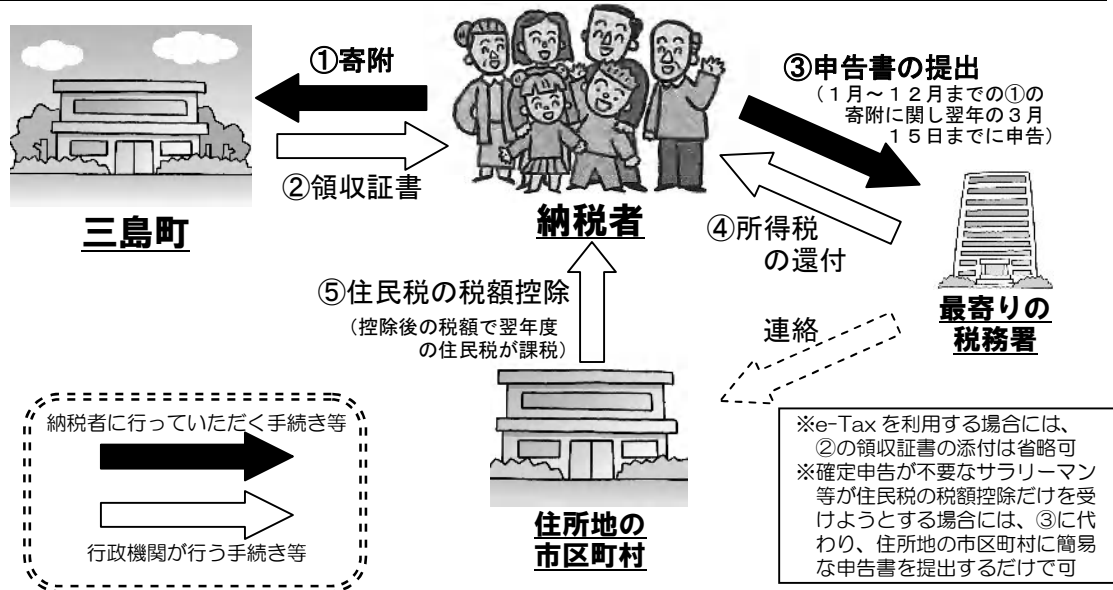 ①寄附
②領収証書
三島町
納税者
③申告書の提出
(1月~12月までの①の
寄附に関し翌年の3月
15日までに申告)
④所得税
の還付
最寄りの
税務署
連絡
⑤住民税の税額控除
(控除後の税額で翌年度
の住民税が課税)
住所地の
市区町村
納税者に行っていただく手続き等
行政機関が行う手続き等
※e-Taxを利用する場合には、
②の領収証書の添付は省略可
※確定申告が不要なサラリーマン
等が住民税の税額控除だけを受
けようとする場合には、③に代
わり、住所地の市区町村に簡易
な申告書を提出するだけで可